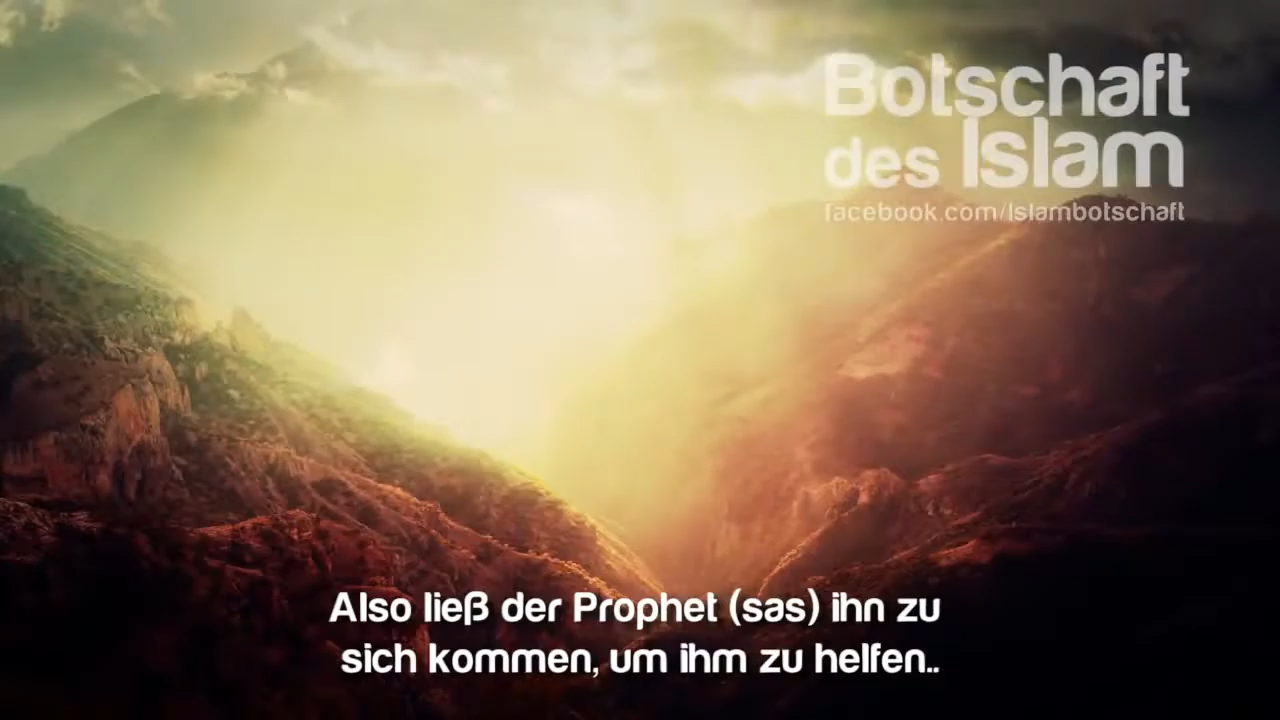 Botschaft
des Islam
facebook.com/Islambotschaft
Also ließ der Prophet (sas) ihn zu
sich kommen, um ihm zu helfen..